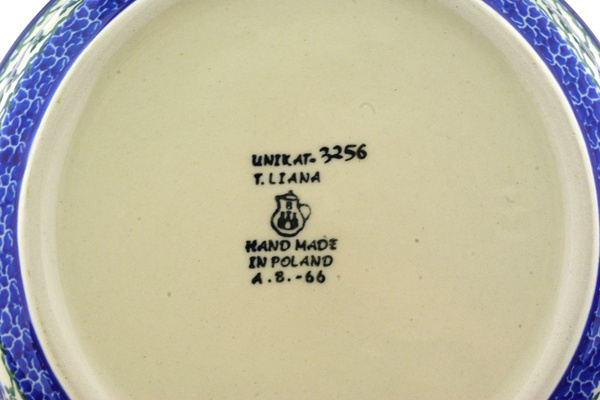 UNIKAT-3256
T.LIANA
HAND MADE
IN POLAND
A.B.-66